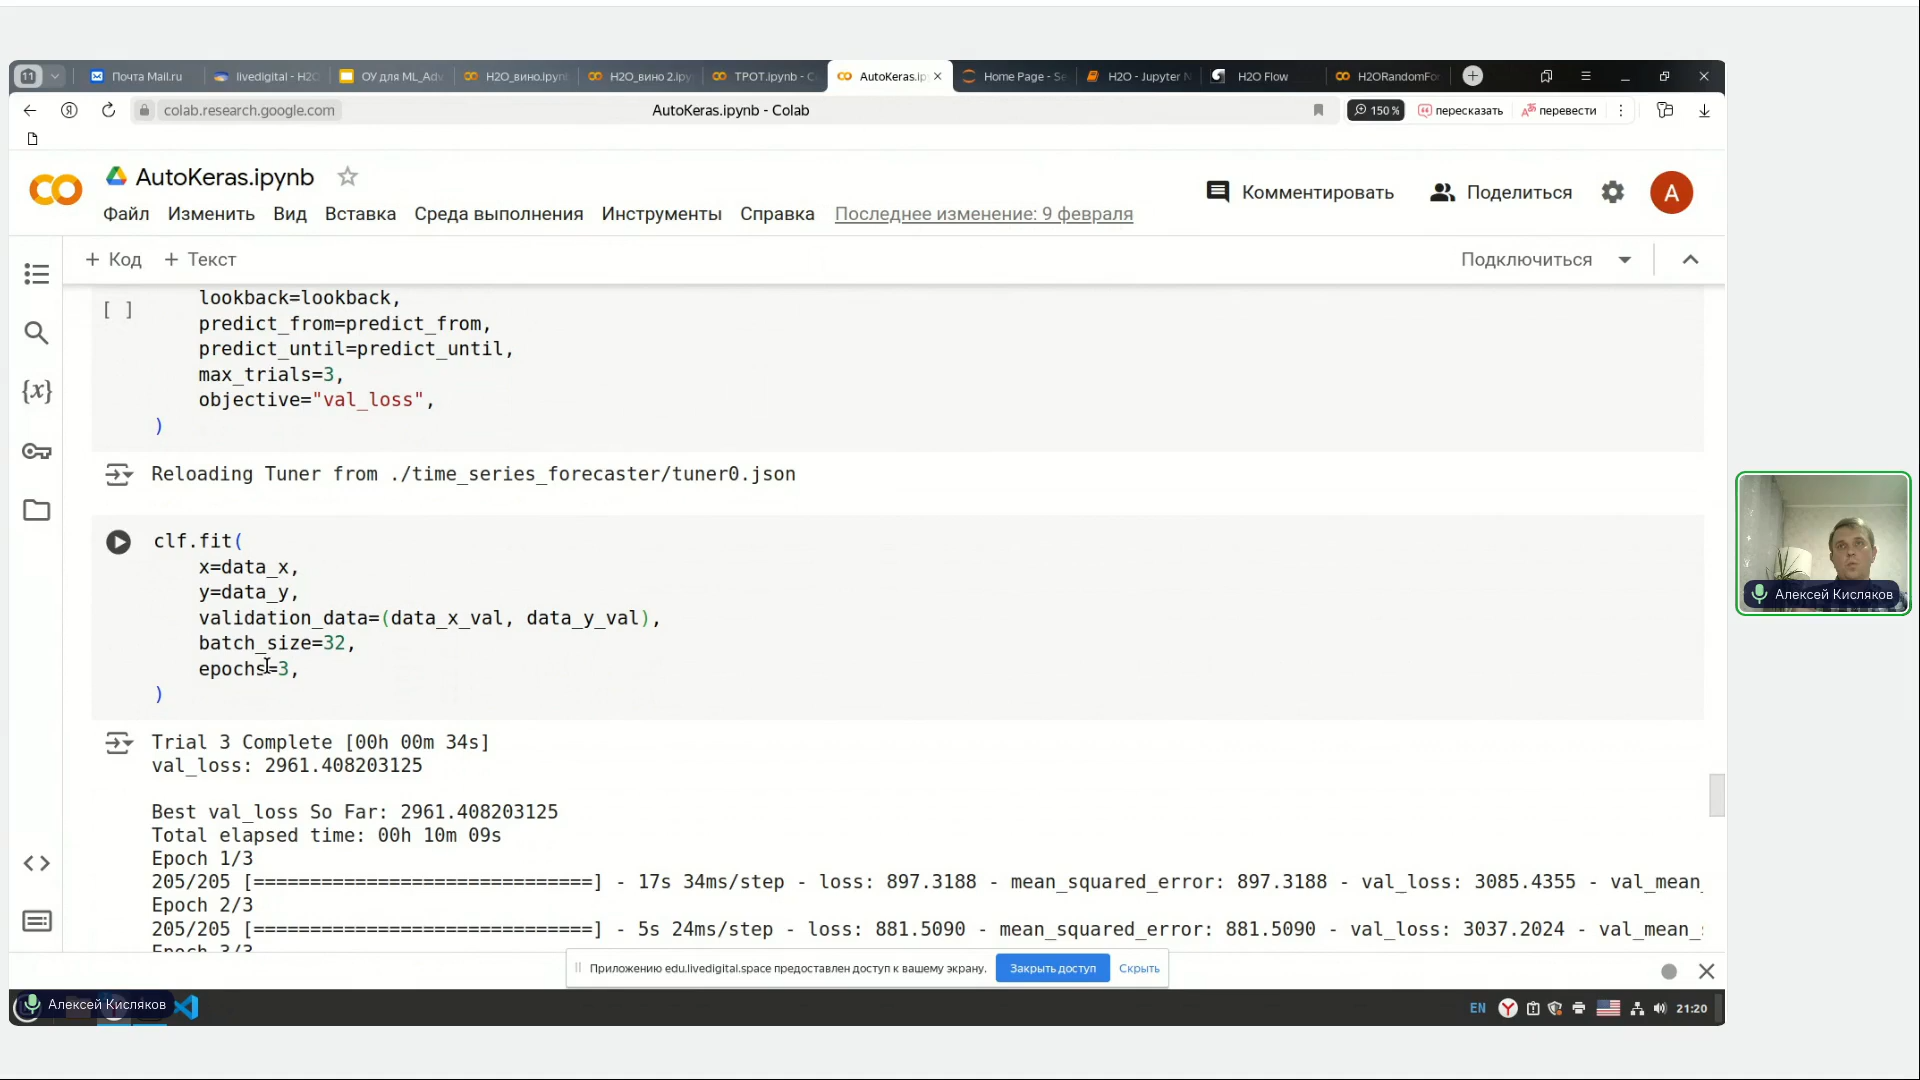 11
Почта Mail.ru
livedigital - H2O
ОУ для ML_Adv
H2O_вино.ipynb
H2O_вино 2.ipy
ТРОТ.ipynb - C
AutoKeras.ip
Home Page - Se
H2O - Jupyter N
H2O Flow
H2ORandomFo
colab.research.google.com
AutoKeras.ipynb - Colab
150 %
пересказать
перевести
AutoKeras.ipynb
Файл Изменить Вид Вставка Среда выполнения Инструменты Справка Последнее изменение: 9 февраля
Комментировать
Поделиться
A
+ Код + Текст
Подключиться
[ ]
lookback=lookback,
predict_from=predict_from,
predict_until=predict_until,
max_trials=3,
objective="val_loss",
)
Reloading Tuner from ./time_series_forecaster/tuner0.json
clf.fit(
x=data_x,
y=data_y,
validation_data=(data_x_val, data_y_val),
batch_size=32,
epochs=3,
)
Trial 3 Complete [00h 00m 34s]
val_loss: 2961.408203125
Best val_loss So Far: 2961.408203125
Total elapsed time: 00h 10m 09s
Epoch 1/3
205/205 [==============================] - 17s 34ms/step - loss: 897.3188 - mean_squared_error: 897.3188 - val_loss: 3085.4355 - val_mean_
Epoch 2/3
205/205 [==============================] - 5s 24ms/step - loss: 881.5090 - mean_squared_error: 881.5090 - val_loss: 3037.2024 - val_mean_
Epoch 3/3
Приложению edu.livedigital.space предоставлен доступ к вашему экрану.
Закрыть доступ
Скрыть
Алексей Кисляков
EN
21:20
Алексей Кисляков